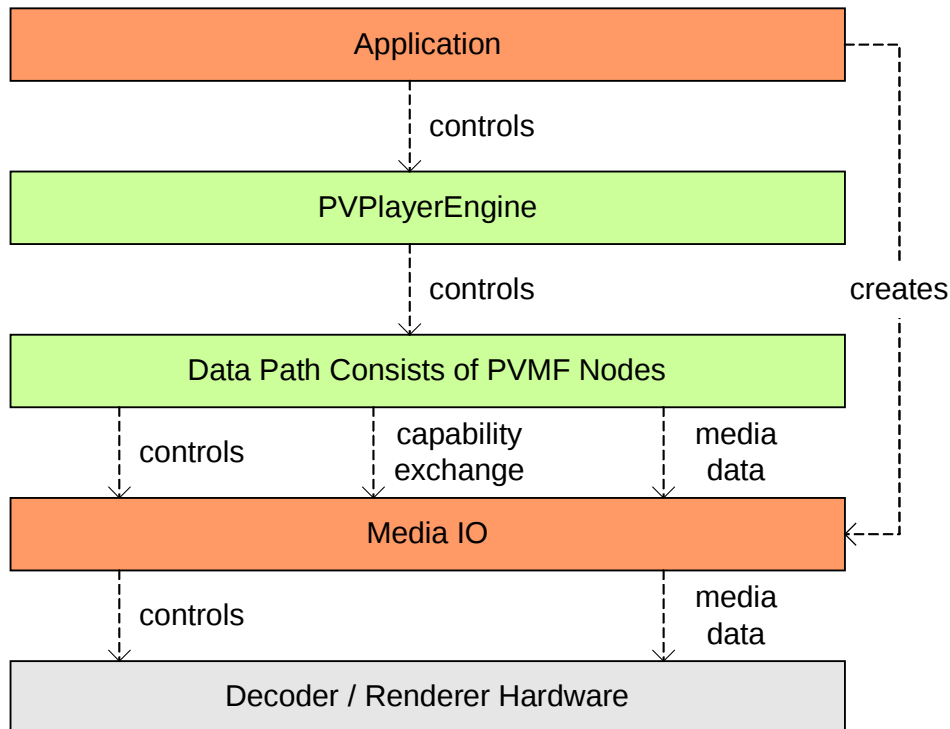 Application
controls
PVPlayerEngine
controls
creates
Data Path Consists of PVMF Nodes
controls
capability
exchange
media
data
Media IO
controls
media
data
Decoder / Renderer Hardware